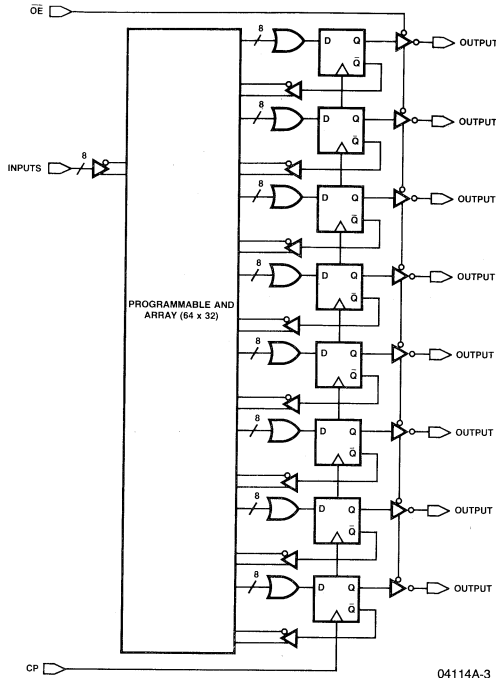 OE
8
D Q
Q
OUTPUT
8
D Q
Q
OUTPUT
INPUTS
8
8
D Q
Q
OUTPUT
8
D Q
Q
OUTPUT
PROGRAMMABLE AND
ARRAY (64 x 32)
8
D Q
Q
OUTPUT
8
D Q
Q
OUTPUT
8
D Q
Q
OUTPUT
8
D Q
Q
OUTPUT
CP
04114A-3